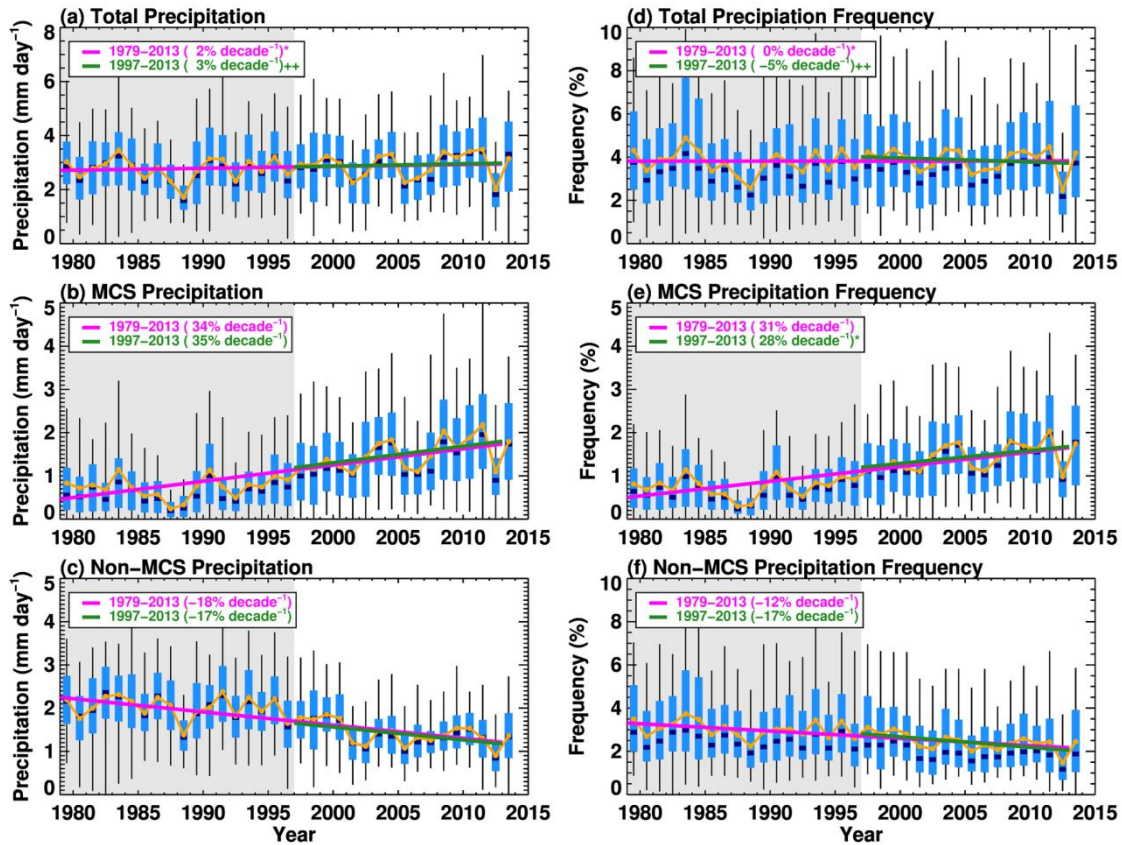 (a) Total Precipitation
1979−2013 ( 2% decade⁻¹)*
1997−2013 ( 3% decade⁻¹)++
Precipitation (mm day⁻¹)
8
6
4
2
0
1980 1985 1990 1995 2000 2005 2010 2015
(d) Total Precipiation Frequency
1979−2013 ( 0% decade⁻¹)*
1997−2013 ( −5% decade⁻¹)++
Frequency (%)
10
8
6
4
2
0
1980 1985 1990 1995 2000 2005 2010 2015
(b) MCS Precipitation
1979−2013 ( 34% decade⁻¹)
1997−2013 ( 35% decade⁻¹)
Precipitation (mm day⁻¹)
5
4
3
2
1
0
1980 1985 1990 1995 2000 2005 2010 2015
(e) MCS Precipitation Frequency
1979−2013 ( 31% decade⁻¹)
1997−2013 ( 28% decade⁻¹)*
Frequency (%)
5
4
3
2
1
0
1980 1985 1990 1995 2000 2005 2010 2015
(c) Non−MCS Precipitation
1979−2013 (−18% decade⁻¹)
1997−2013 (−17% decade⁻¹)
Precipitation (mm day⁻¹)
5
4
3
2
1
0
1980 1985 1990 1995 2000 2005 2010 2015
Year
(f) Non−MCS Precipitation Frequency
1979−2013 (−12% decade⁻¹)
1997−2013 (−17% decade⁻¹)
Frequency (%)
10
8
6
4
2
0
1980 1985 1990 1995 2000 2005 2010 2015
Year